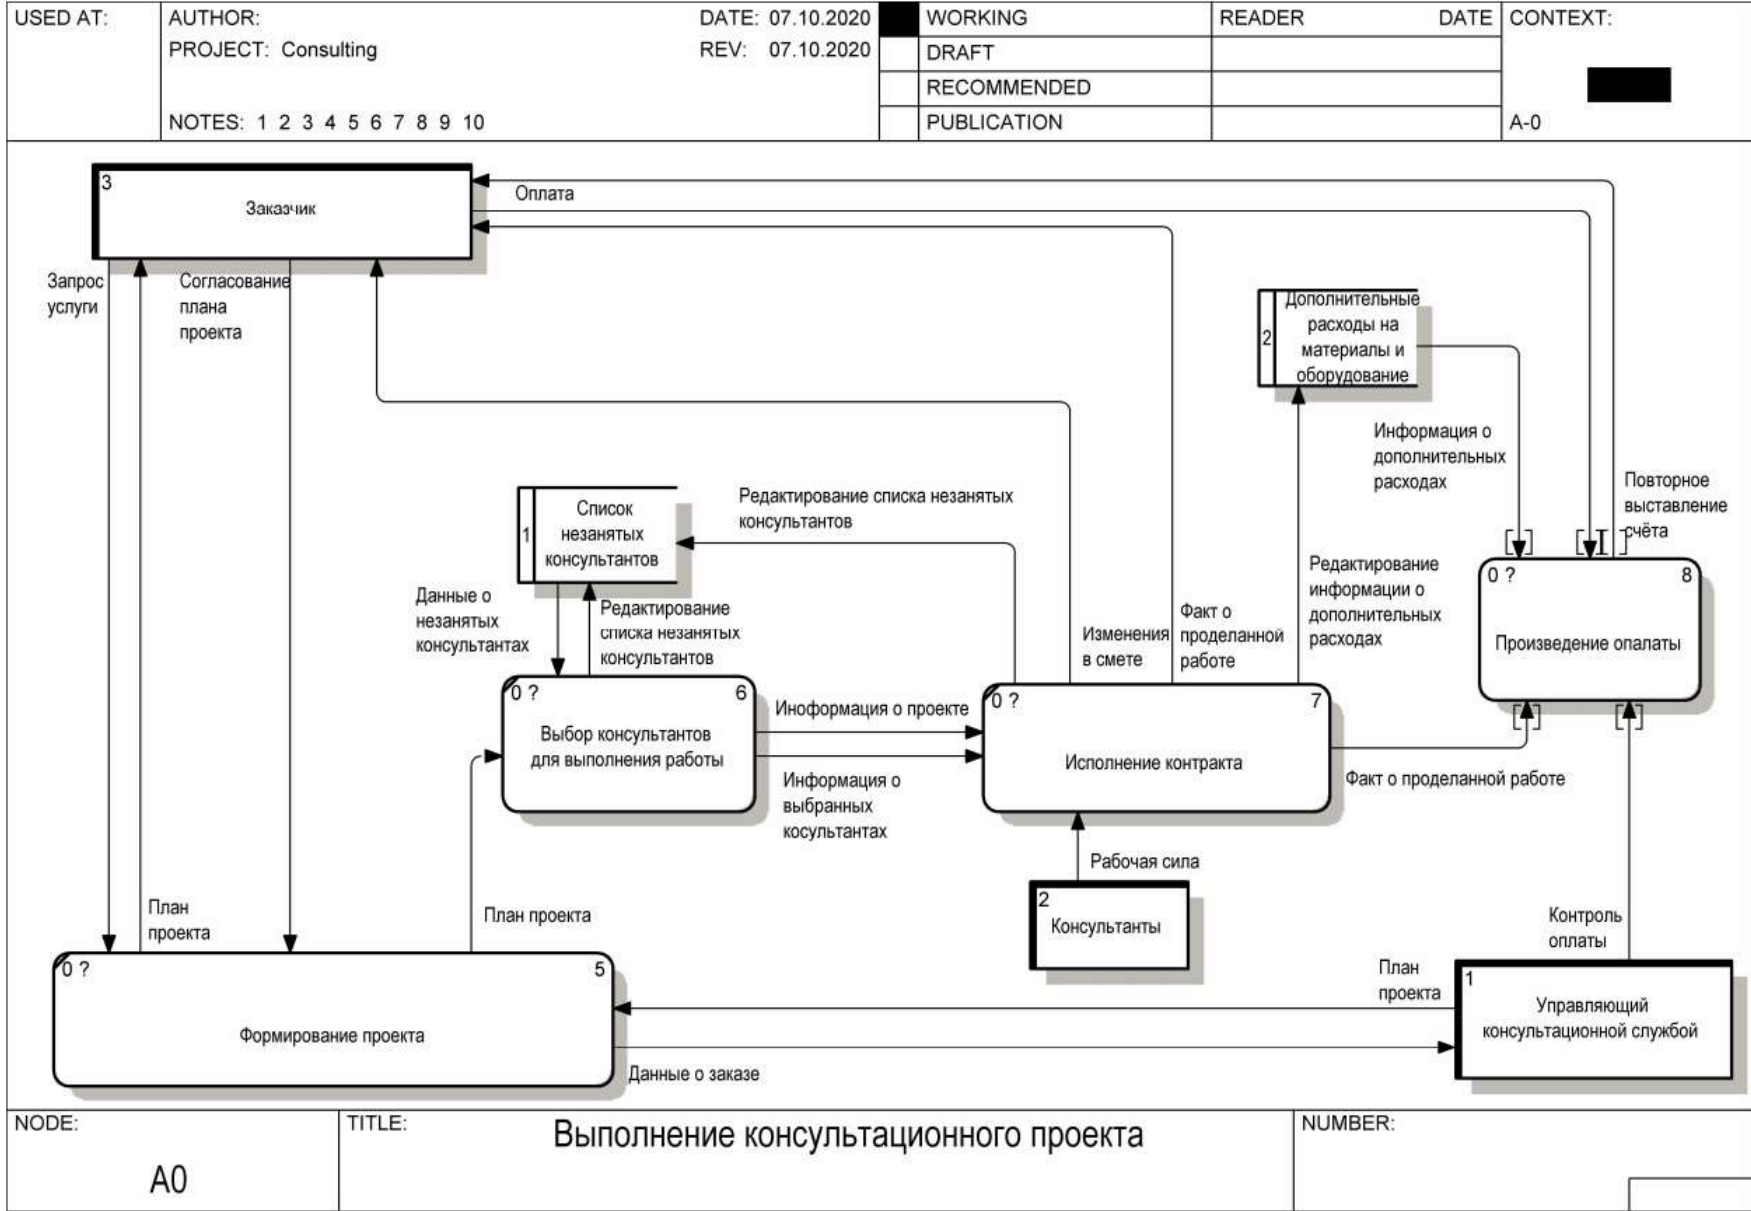 USED AT:
AUTHOR:
DATE: 07.10.2020
PROJECT: Consulting
REV: 07.10.2020
NOTES: 1 2 3 4 5 6 7 8 9 10
WORKING
DRAFT
RECOMMENDED
PUBLICATION
READER
DATE
CONTEXT:
A-0
3
Заказчик
Оплата
Запрос
услуги
Согласование
плана
проекта
2
Дополнительные
расходы на
материалы и
оборудование
Информация о
дополнительных
расходах
Повторное
выставление
счёта
1
Список
незанятых
консультантов
Редактирование списка незанятых
консультантов
Данные о
незанятых
консультантах
Редактирование
списка незанятых
консультантов
Изменения
в смете
Факт о
проделанной
работе
Редактирование
информации о
дополнительных
расходах
0 ?
8
Произведение опалаты
0 ?
6
Выбор консультантов
для выполнения работы
Иноформация о проекте
Информация о
выбранных
косультантах
0 ?
7
Исполнение контракта
Факт о проделанной работе
Рабочая сила
2
Консультанты
План
проекта
План проекта
Контроль
оплаты
0 ?
5
Формирование проекта
План
проекта
1
Управляющий
консультационной службой
Данные о заказе
NODE:
A0
TITLE:
Выполнение консультационного проекта
NUMBER: